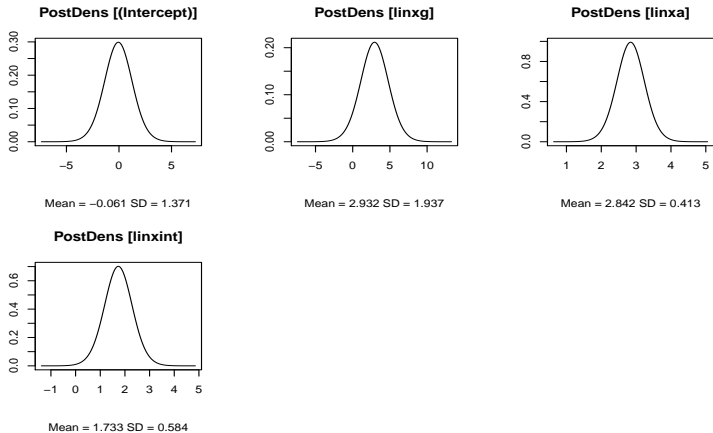 PostDens [(Intercept)]
0.00 0.10 0.20 0.30
−5 0 5
Mean = −0.061 SD = 1.371
PostDens [linxg]
0.00 0.10 0.20
−5 0 5 10
Mean = 2.932 SD = 1.937
PostDens [linxa]
0.0 0.4 0.8
1 2 3 4 5
Mean = 2.842 SD = 0.413
PostDens [linxint]
0.0 0.2 0.4 0.6
−1 0 1 2 3 4 5
Mean = 1.733 SD = 0.584